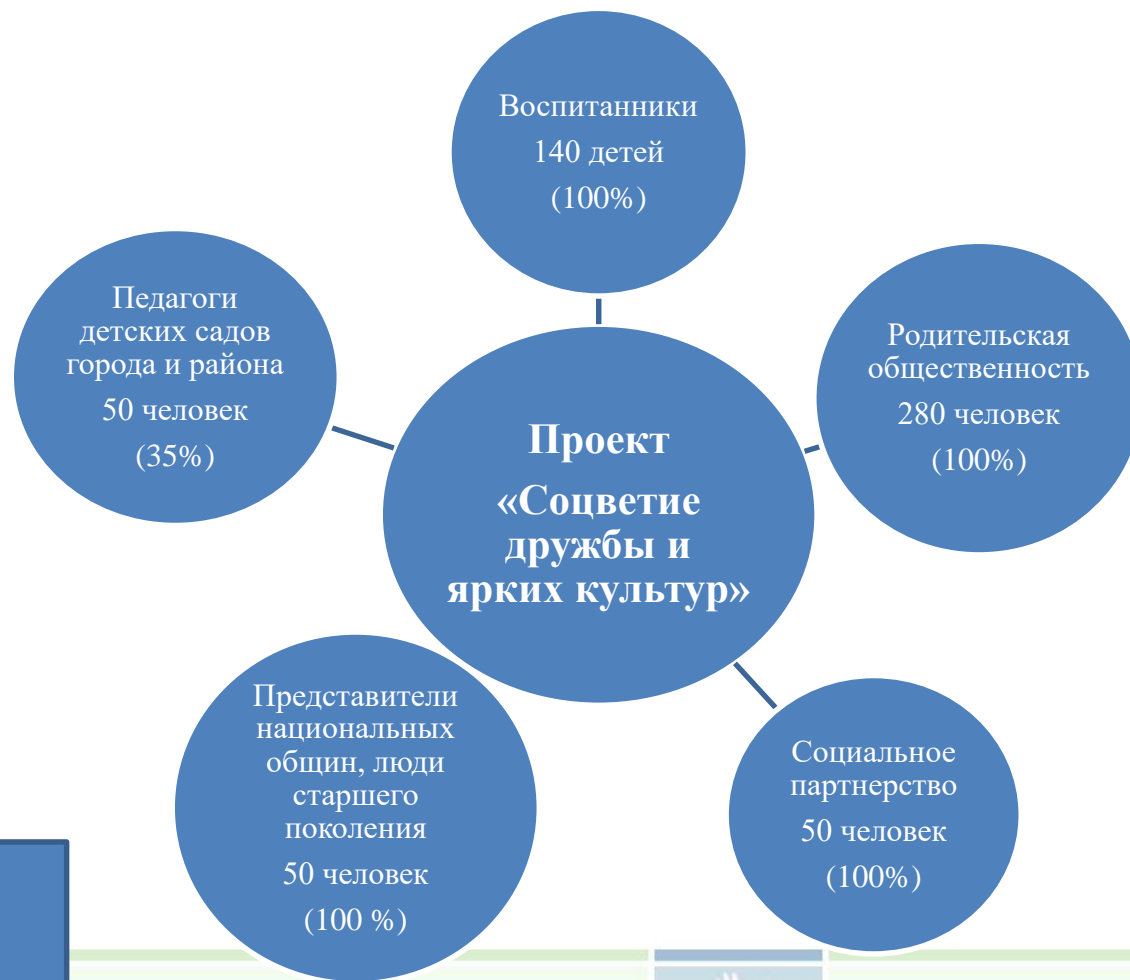 Воспитанники
140 детей
(100%)
Педагоги
детских садов
города и района
50 человек
(35%)
Родительская
общественность
280 человек
(100%)
Проект
«Соцветие
дружбы и
ярких культур»
Представители
национальных
общин, люди
старшего
поколения
50 человек
(100 %)
Социальное
партнерство
50 человек
(100%)